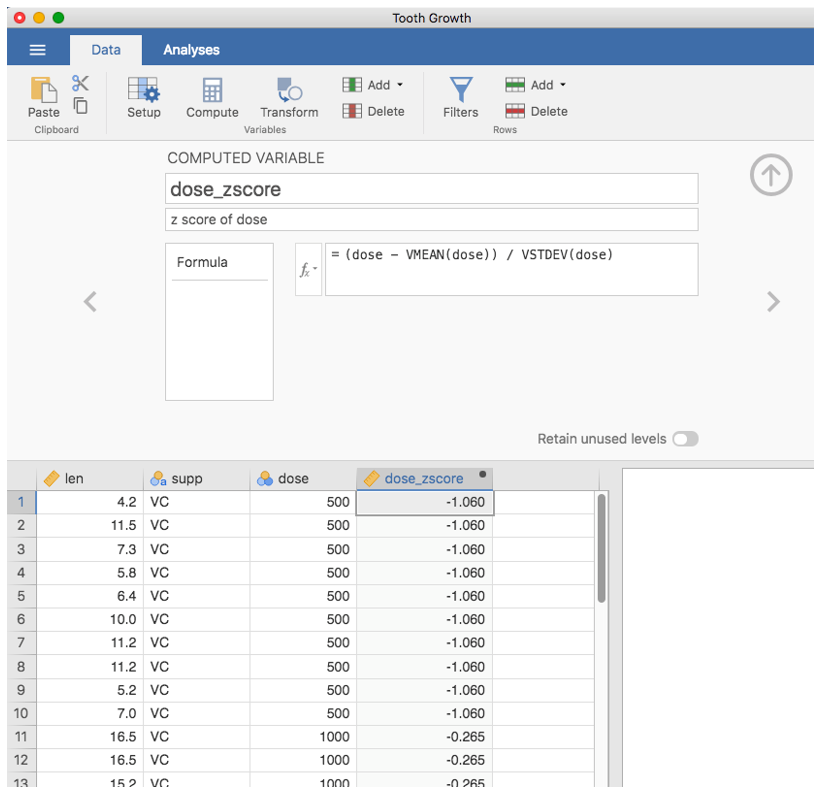 Tooth Growth
Data Analyses
Paste Setup Compute Transform Add Delete Filters Add Delete
Clipboard Variables Rows
COMPUTED VARIABLE
dose_zscore
z score of dose
Formula
fx = (dose - VMEAN(dose)) / VSTDEV(dose)
Retain unused levels
len a supp dose dose_zscore
1 4.2 VC 500 -1.060
2 11.5 VC 500 -1.060
3 7.3 VC 500 -1.060
4 5.8 VC 500 -1.060
5 6.4 VC 500 -1.060
6 10.0 VC 500 -1.060
7 11.2 VC 500 -1.060
8 11.2 VC 500 -1.060
9 5.2 VC 500 -1.060
10 7.0 VC 500 -1.060
11 16.5 VC 1000 -0.265
12 16.5 VC 1000 -0.265
13 15.2 VC 1000 -0.265